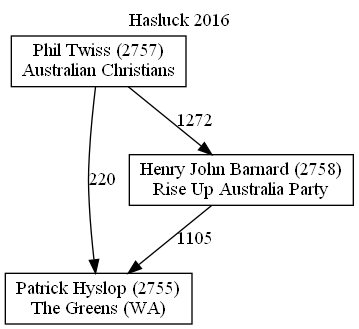 Hasluck 2016
Phil Twiss (2757)
Australian Christians
1272
Henry John Barnard (2758)
Rise Up Australia Party
220
1105
Patrick Hyslop (2755)
The Greens (WA)